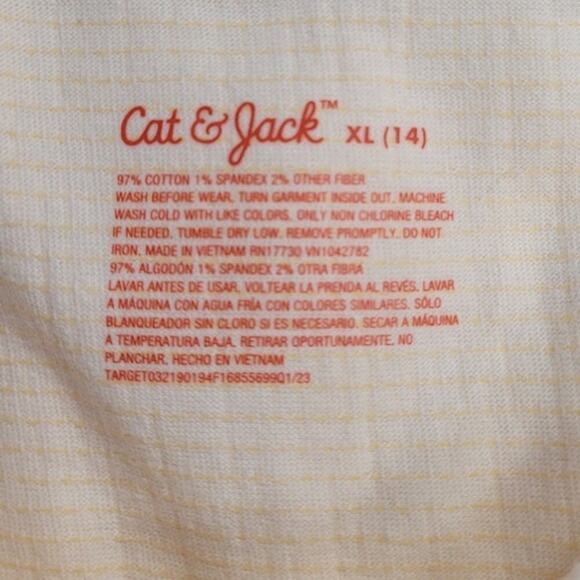 Cat & Jack™ XL (14)
97% COTTON 1% SPANDEX 2% OTHER FIBER
WASH BEFORE WEAR, TURN GARMENT INSIDE OUT. MACHINE
WASH COLD WITH LIKE COLORS. ONLY NON CHLORINE BLEACH
IF NEEDED. TUMBLE DRY LOW. REMOVE PROMPTLY. DO NOT
IRON. MADE IN VIETNAM RN17730 VN1042782
97% ALGODÓN 1% SPANDEX 2% OTRA FIBRA
LAVAR ANTES DE USAR. VOLTEAR LA PRENDA AL REVÉS. LAVAR
A MÁQUINA CON AGUA FRÍA CON COLORES SIMILARES. SÓLO
BLANQUEADOR SIN CLORO SI ES NECESARIO. SECAR A MÁQUINA
A TEMPERATURA BAJA. RETIRAR OPORTUNAMENTE. NO
PLANCHAR. HECHO EN VIETNAM
TARGET032190194F16855699Q1/23